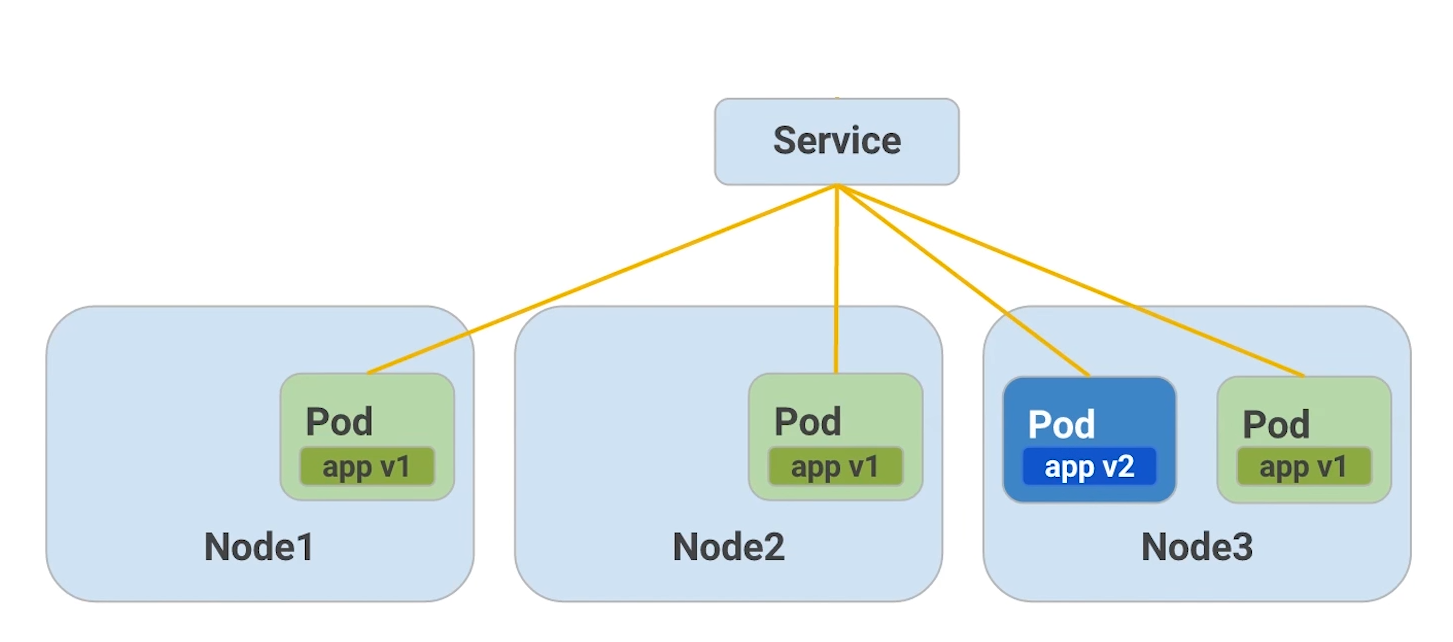 Service
Pod
app v1
Node1
Pod
app v1
Node2
Pod
app v2
Pod
app v1
Node3